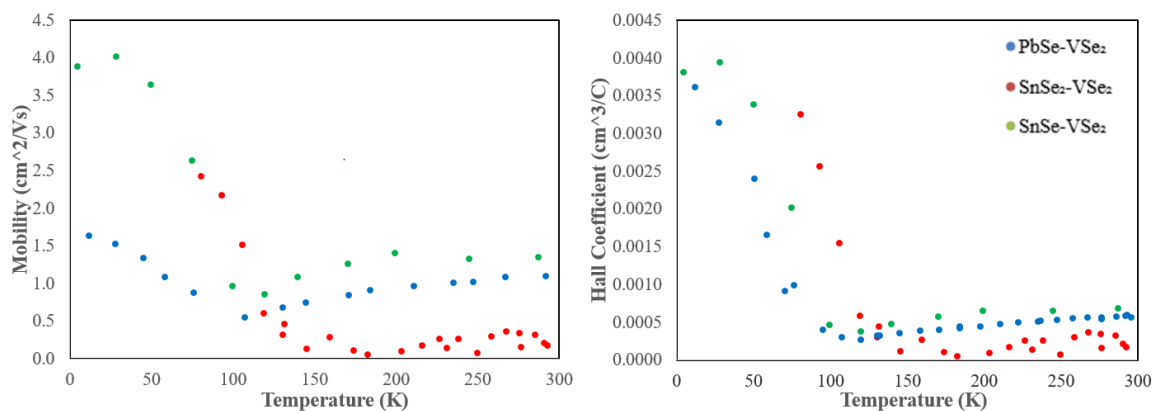 4.5
4.0
3.5
3.0
2.5
2.0
1.5
1.0
0.5
0.0
Mobility (cm^2/Vs)
0 50 100 150 200 250 300
Temperature (K)
0.0045
0.0040
0.0035
0.0030
0.0025
0.0020
0.0015
0.0010
0.0005
0.0000
Hall Coefficient (cm^3/C)
PbSe-VSe₂
SnSe₂-VSe₂
SnSe-VSe₂
0 50 100 150 200 250 300
Temperature (K)